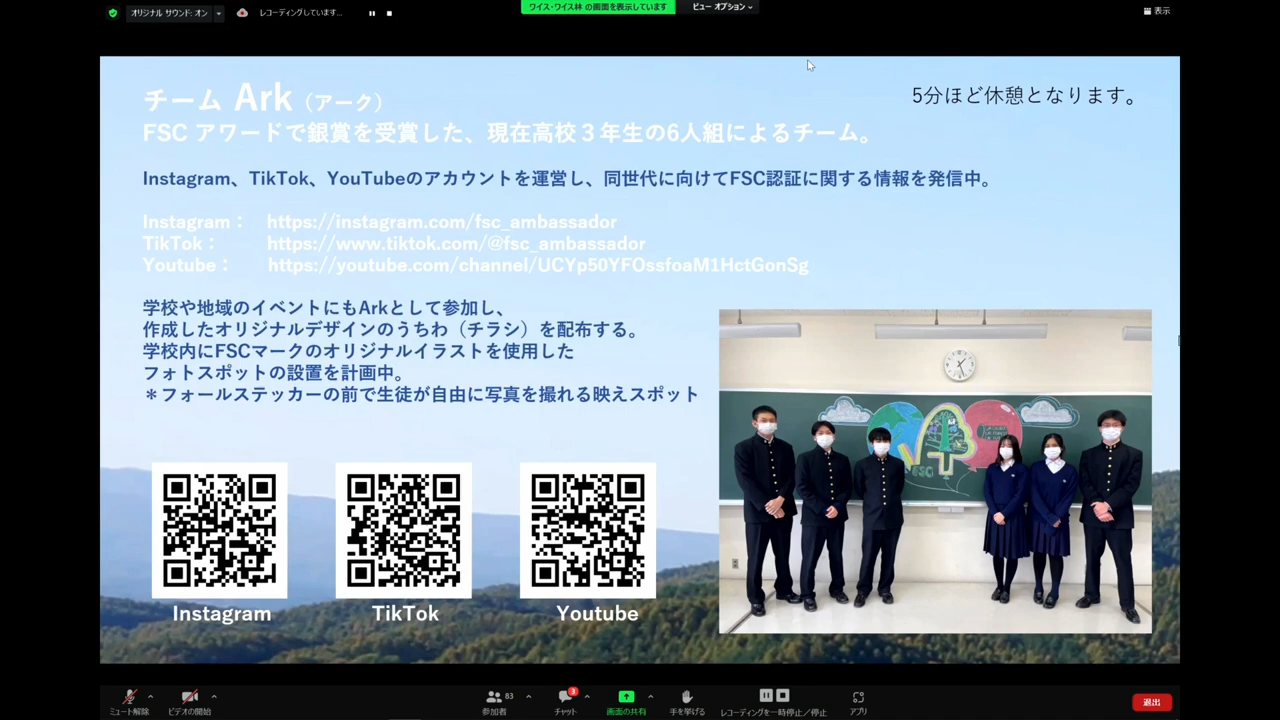 オリジナル サウンド: オン
レコーディングしています...
ワイス・ワイス林 の画面を表示しています
ビュー オプション
表示
チーム Ark（アーク）
5分ほど休憩となります。
FSC アワードで銀賞を受賞した、現在高校３年生の6人組によるチーム。
Instagram、TikTok、YouTubeのアカウントを運営し、同世代に向けてFSC認証に関する情報を発信中。
Instagram： https://instagram.com/fsc_ambassador
TikTok： https://www.tiktok.com/@fsc_ambassador
Youtube： https://youtube.com/channel/UCYp50YFOssfoaM1HctGonSg
学校や地域のイベントにもArkとして参加し、
作成したオリジナルデザインのうちわ（チラシ）を配布する。
学校内にFSCマークのオリジナルイラストを使用した
フォトスポットの設置を計画中。
＊フォールステッカーの前で生徒が自由に写真を撮れる映えスポット
FSC
Instagram
TikTok
Youtube
ミュート解除
ビデオの開始
83
参加者
3
チャット
画面の共有
手を挙げる
レコーディングを一時停止／停止
アプリ
退出